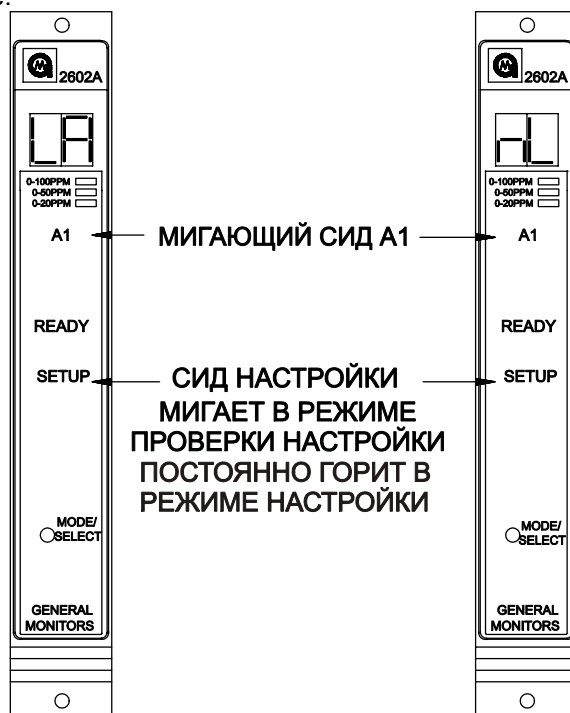 2602A
LA
0-100PPM
0-50PPM
0-20PPM
A1
READY
SETUP
MODE/
SELECT
GENERAL
MONITORS
МИГАЮЩИЙ СИД А1
СИД НАСТРОЙКИ
МИГАЕТ В РЕЖИМЕ
ПРОВЕРКИ НАСТРОЙКИ
ПОСТОЯННО ГОРИТ В
РЕЖИМЕ НАСТРОЙКИ
2602A
nL
0-100PPM
0-50PPM
0-20PPM
A1
READY
SETUP
MODE/
SELECT
GENERAL
MONITORS